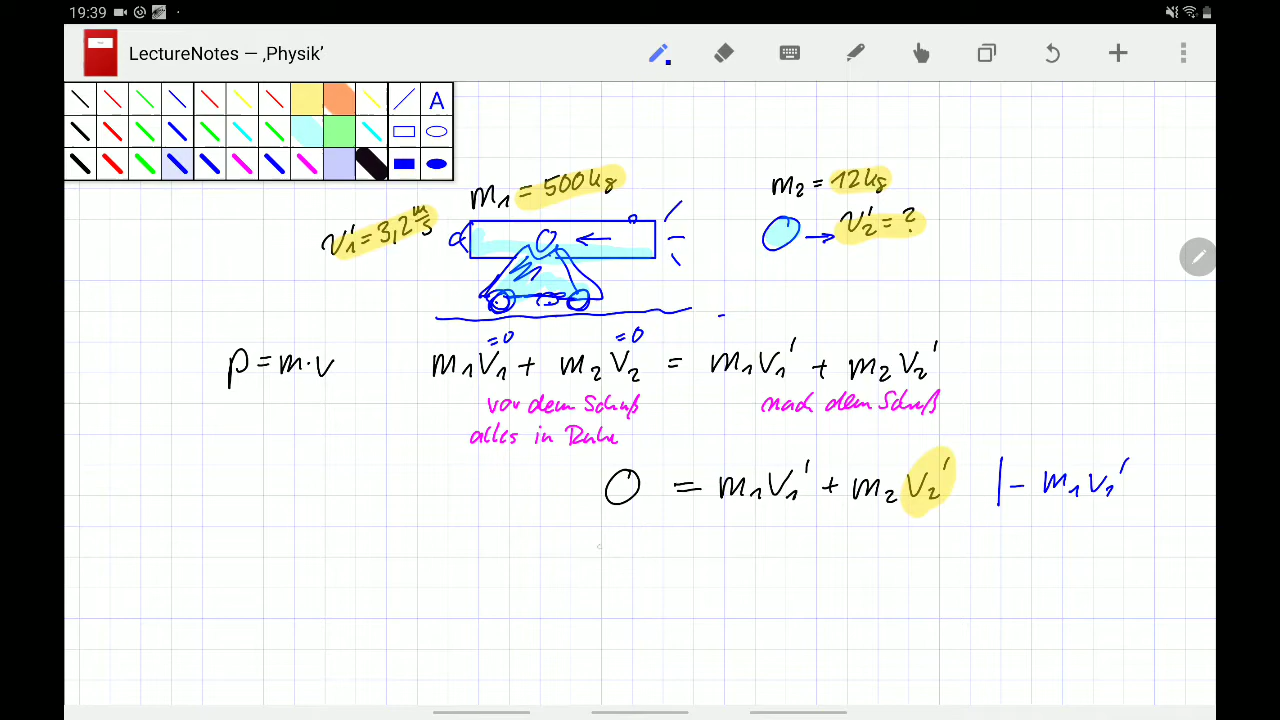 19:39
LectureNotes — ‚Physik’
A
m₁ = 500 kg
m₂ = 12 kg
v₁' = 3,2 m/s
v₂' = ?
= 0 = 0
p = m · v
m₁v₁ + m₂v₂ = m₁v₁' + m₂v₂'
vor dem Schuß
nach dem Schuß
alles in Ruhe
0 = m₁v₁' + m₂v₂' | − m₁v₁'